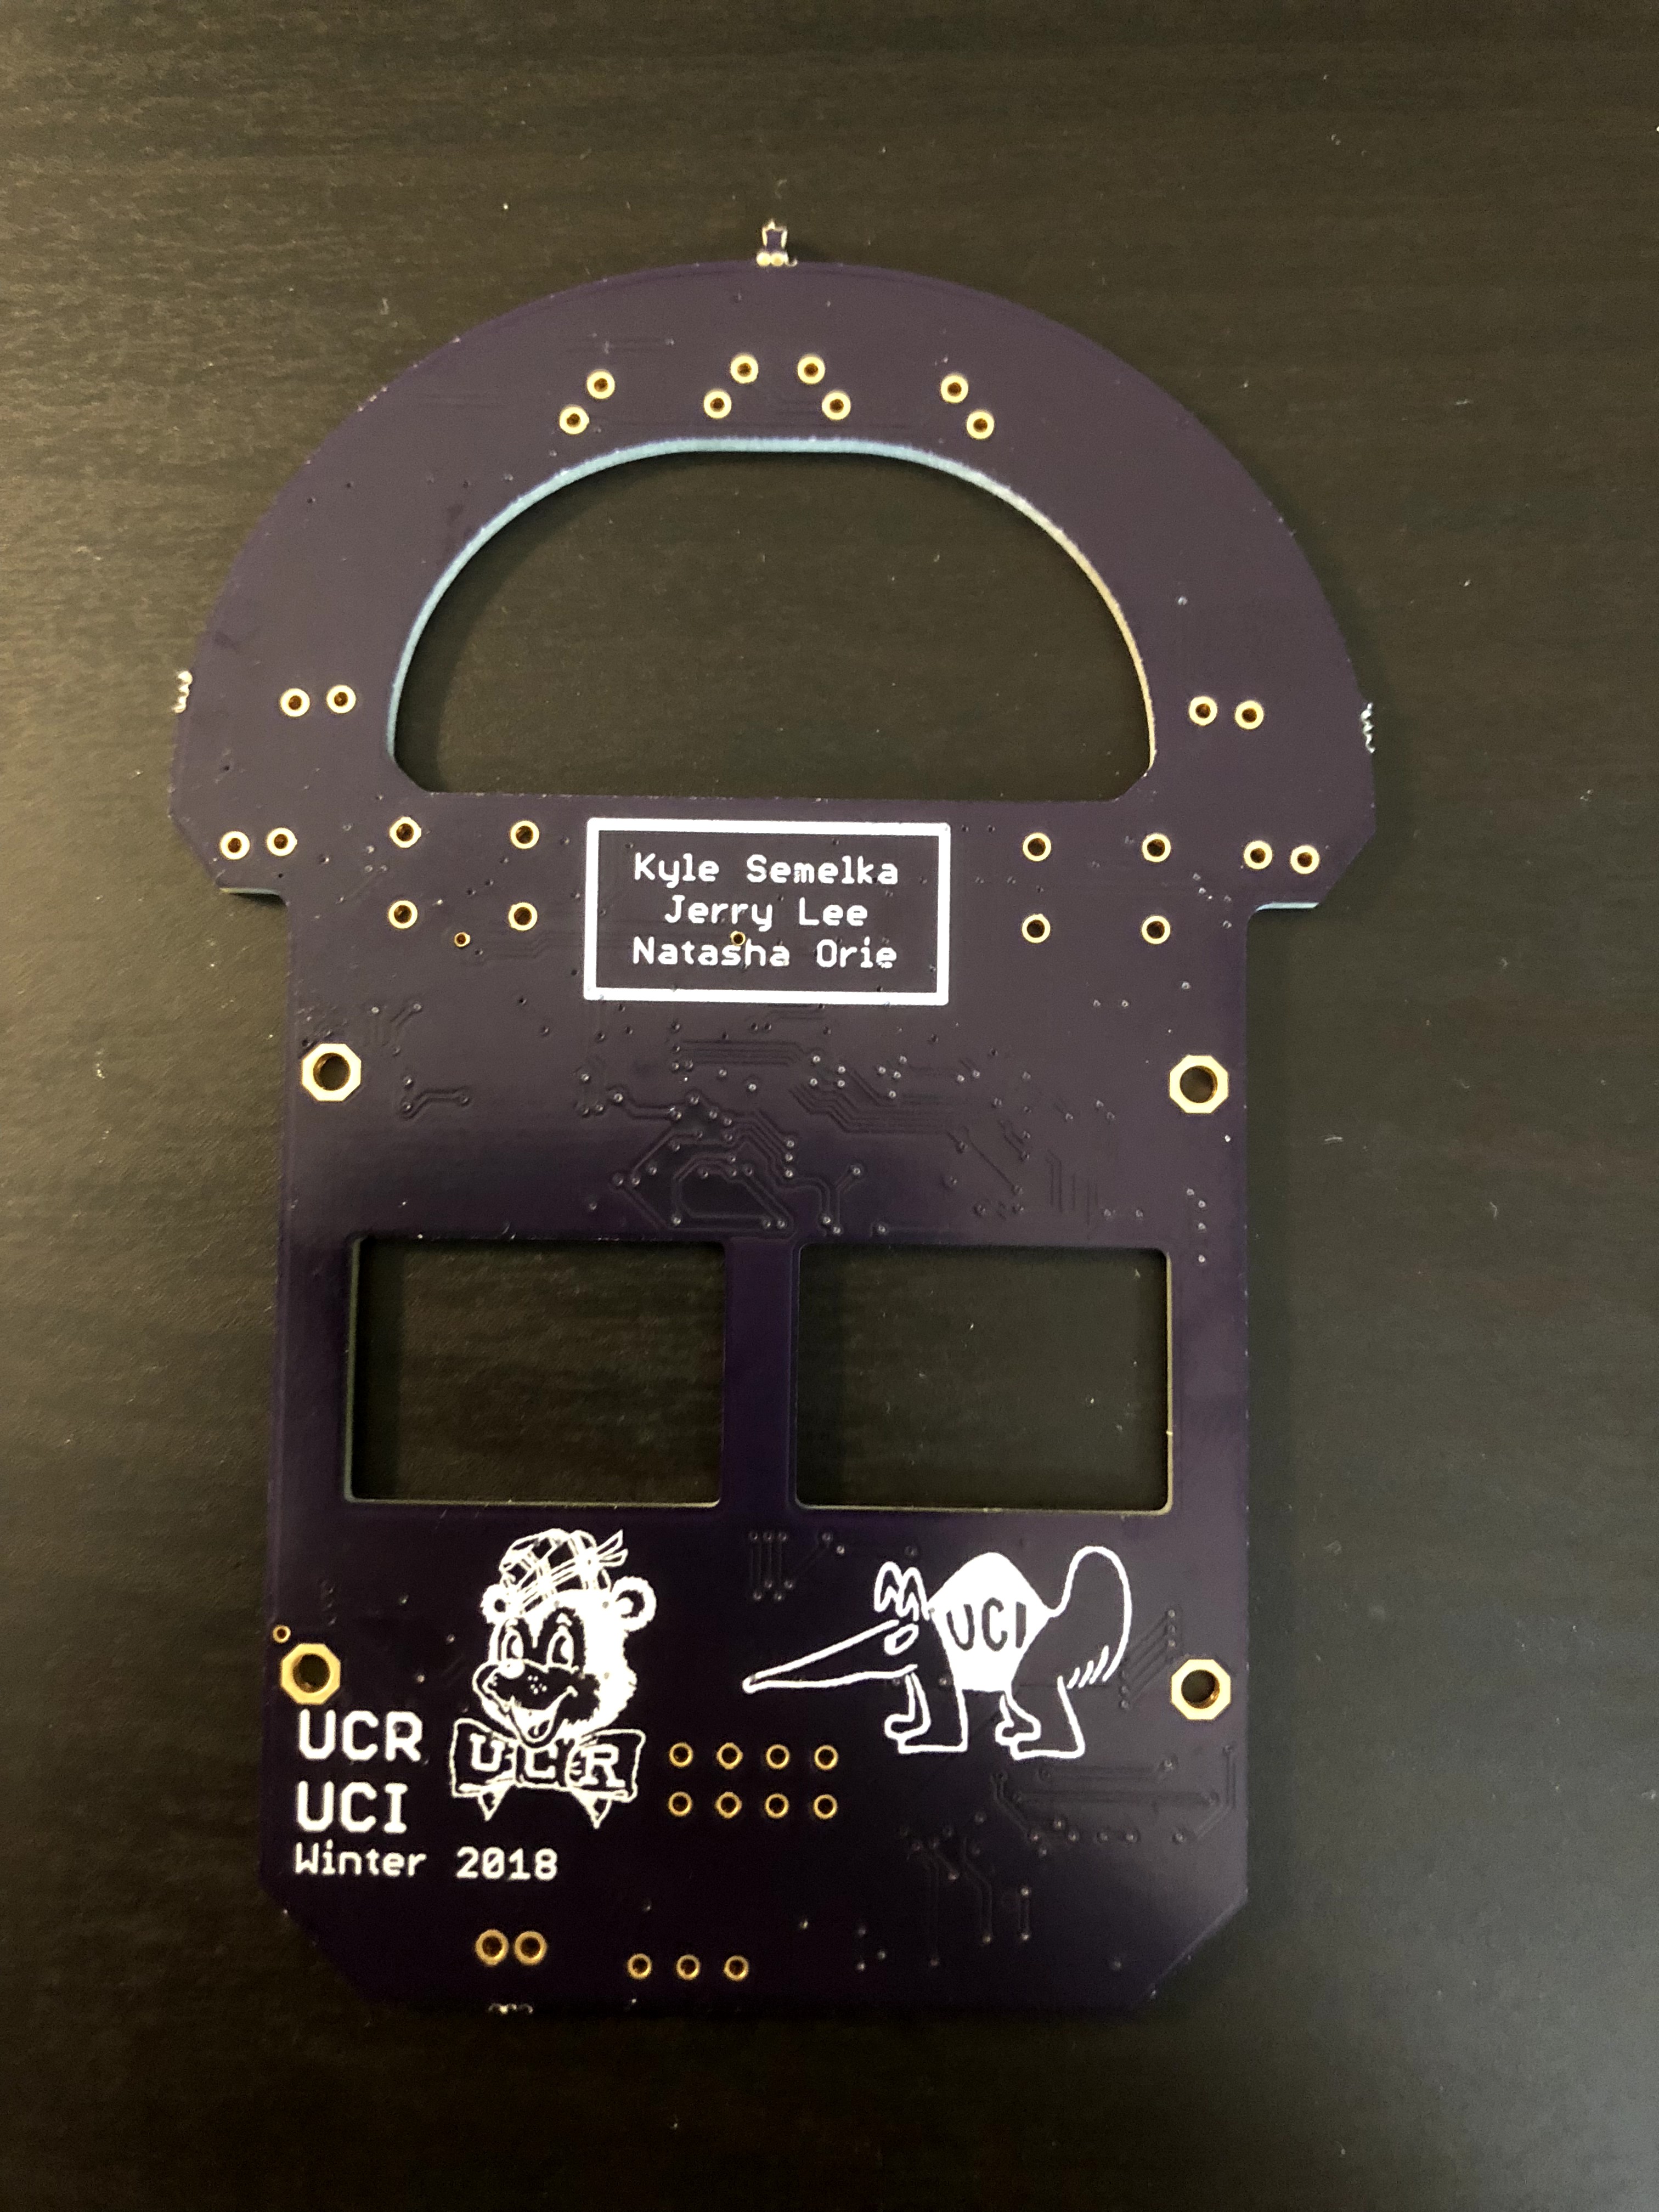 Kyle Semelka
Jerry Lee
Natasha Orie
UCI
UCR
UCR
UCI
Winter 2018